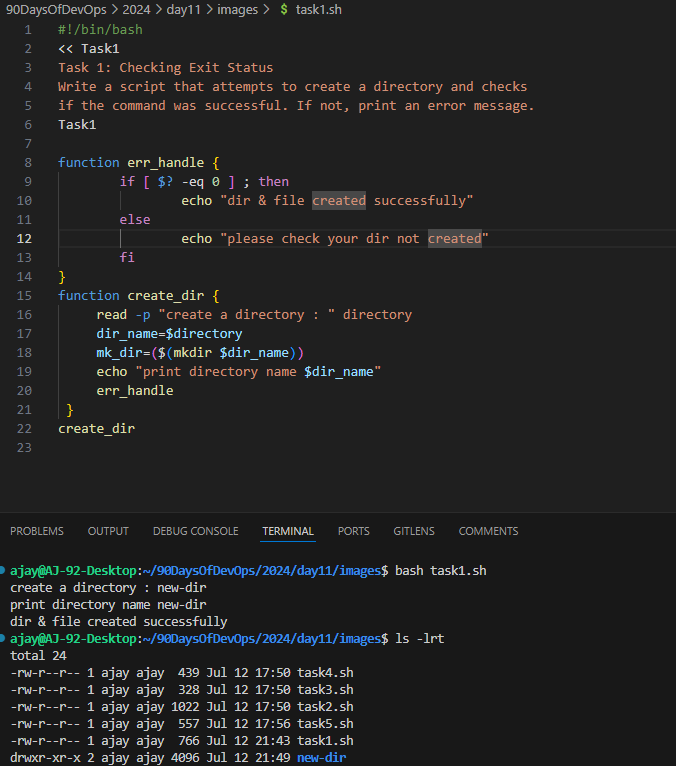 90DaysOfDevOps > 2024 > day11 > images > $ task1.sh
1 #!/bin/bash
2 << Task1
3 Task 1: Checking Exit Status
4 Write a script that attempts to create a directory and checks
5 if the command was successful. If not, print an error message.
6 Task1
7
8 function err_handle {
9 if [ $? -eq 0 ] ; then
10 echo "dir & file created successfully"
11 else
12 echo "please check your dir not created"
13 fi
14 }
15 function create_dir {
16 read -p "create a directory : " directory
17 dir_name=$directory
18 mk_dir=($(mkdir $dir_name))
19 echo "print directory name $dir_name"
20 err_handle
21 }
22 create_dir
23
PROBLEMS OUTPUT DEBUG CONSOLE TERMINAL PORTS GITLENS COMMENTS
ajay@AJ-92-Desktop:~/90DaysOfDevOps/2024/day11/images$ bash task1.sh
create a directory : new-dir
print directory name new-dir
dir & file created successfully
ajay@AJ-92-Desktop:~/90DaysOfDevOps/2024/day11/images$ ls -lrt
total 24
-rw-r--r-- 1 ajay ajay 439 Jul 12 17:50 task4.sh
-rw-r--r-- 1 ajay ajay 328 Jul 12 17:50 task3.sh
-rw-r--r-- 1 ajay ajay 1022 Jul 12 17:50 task2.sh
-rw-r--r-- 1 ajay ajay 557 Jul 12 17:56 task5.sh
-rw-r--r-- 1 ajay ajay 766 Jul 12 21:43 task1.sh
drwxr-xr-x 2 ajay ajay 4096 Jul 12 21:49 new-dir